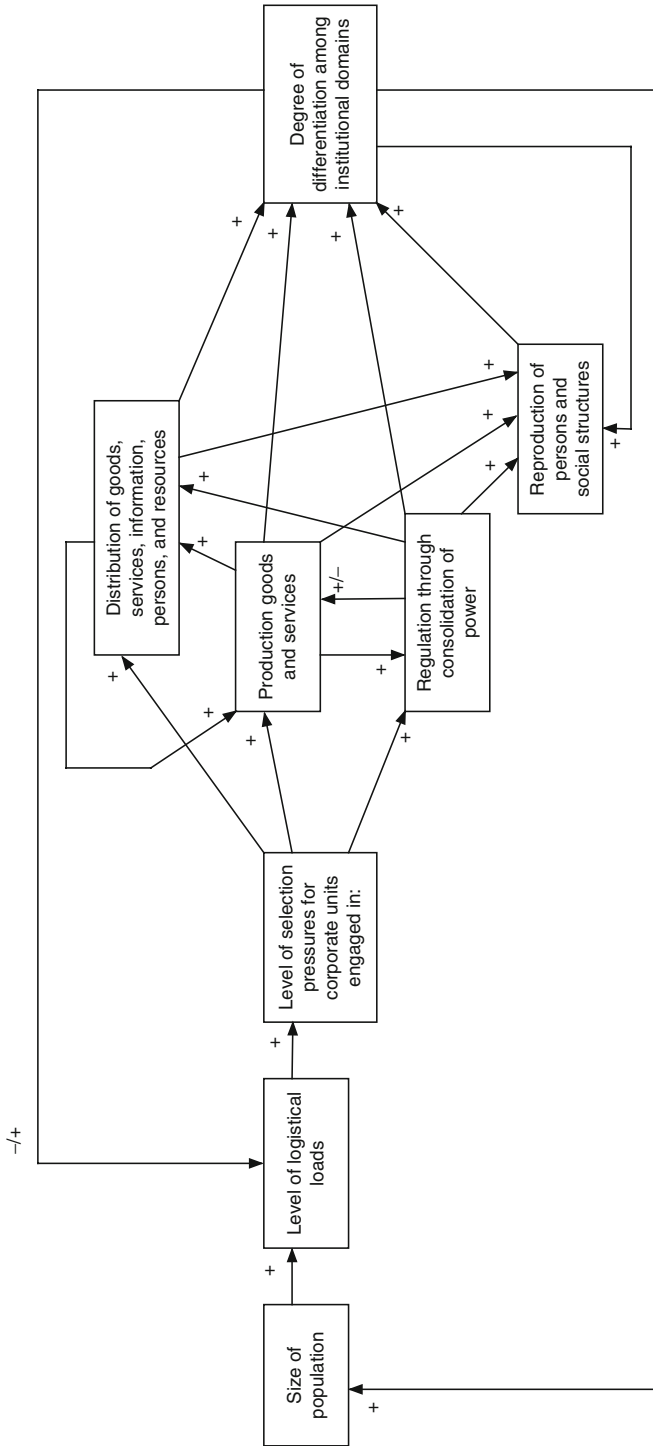 −/+
Size of
population
+
+
Level of logistical
loads
+
Level of selection
pressures for
corporate units
engaged in:
+
+
+
+
Distribution of goods,
services, information,
persons, and resources
+
+
Production goods
and services
+
+/−
Regulation through
consolidation of
power
+
+
+
Reproduction of
persons and
social structures
+
+
+
+
+
Degree of
differentiation among
institutional domains